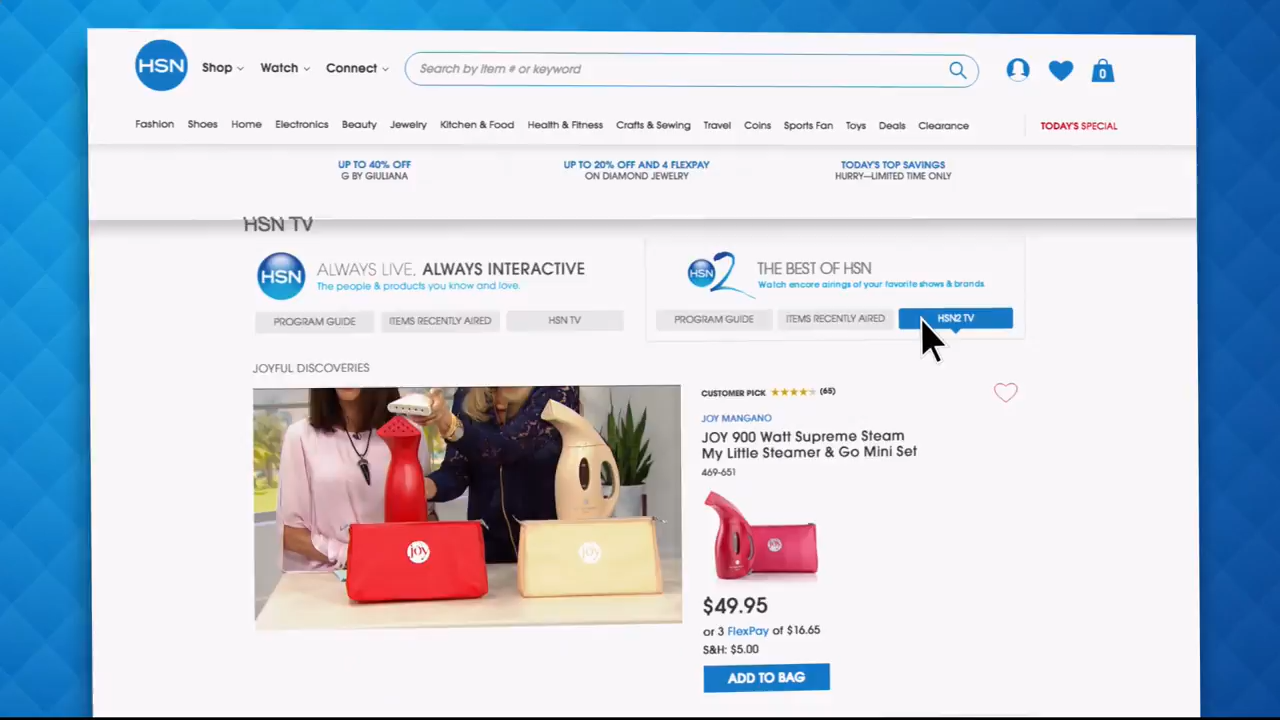 HSN
Shop
Watch
Connect
Search by item # or keyword
0
Fashion
Shoes
Home
Electronics
Beauty
Jewelry
Kitchen & Food
Health & Fitness
Crafts & Sewing
Travel
Coins
Sports Fan
Toys
Deals
Clearance
TODAY'S SPECIAL
UP TO 40% OFF
G BY GIULIANA
UP TO 20% OFF AND 4 FLEXPAY
ON DIAMOND JEWELRY
TODAY'S TOP SAVINGS
HURRY—LIMITED TIME ONLY
HSN TV
HSN
ALWAYS LIVE, ALWAYS INTERACTIVE
The people & products you know and love.
PROGRAM GUIDE
ITEMS RECENTLY AIRED
HSN TV
HSN 2
THE BEST OF HSN
Watch encore airings of your favorite shows & brands.
PROGRAM GUIDE
ITEMS RECENTLY AIRED
HSN2 TV
JOYFUL DISCOVERIES
joy
joy
CUSTOMER PICK
(65)
JOY MANGANO
JOY 900 Watt Supreme Steam
My Little Steamer & Go Mini Set
469-651
joy
$49.95
or 3 FlexPay of $16.65
S&H: $5.00
ADD TO BAG